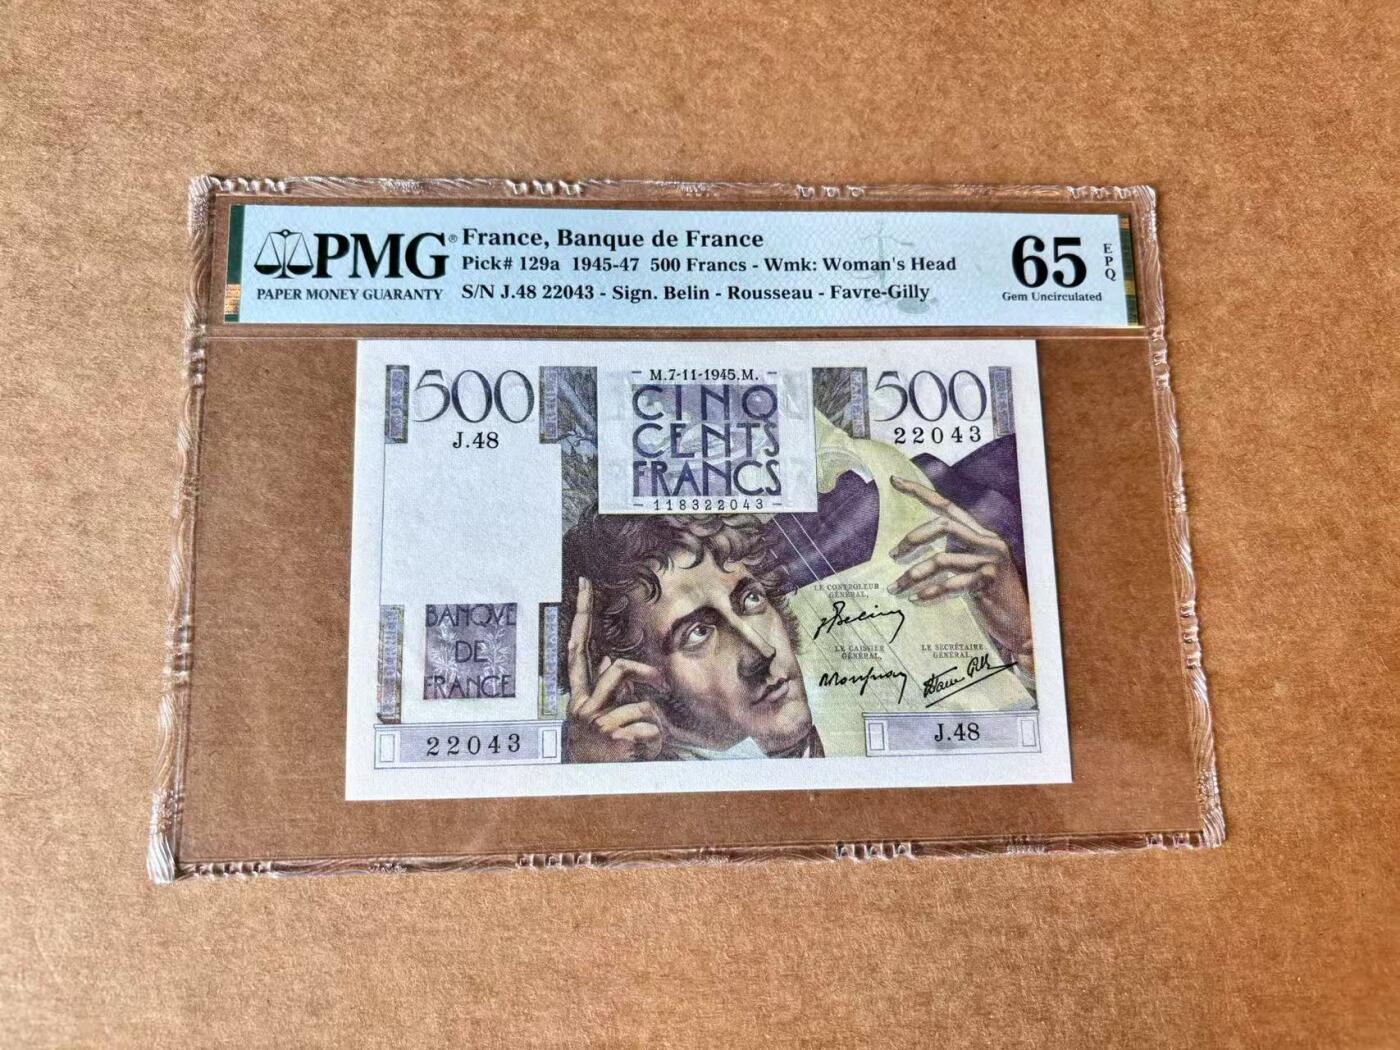 PMG®
PAPER MONEY GUARANTY
France, Banque de France
Pick# 129a 1945-47 500 Francs - Wmk: Woman's Head
S/N J.48 22043 - Sign. Belin - Rousseau - Favre-Gilly
65
EPQ
Gem Uncirculated
500
J.48
- M.7-11-1945.M. -
CINQ
CENTS
FRANCS
- 118322043 -
500
22043
LE CONTROLEUR
GÉNÉRAL,
LE CAISSIER
GÉNÉRAL,
LE SECRÉTAIRE
GÉNÉRAL,
BANQVE
DE
FRANCE
22043
J.48